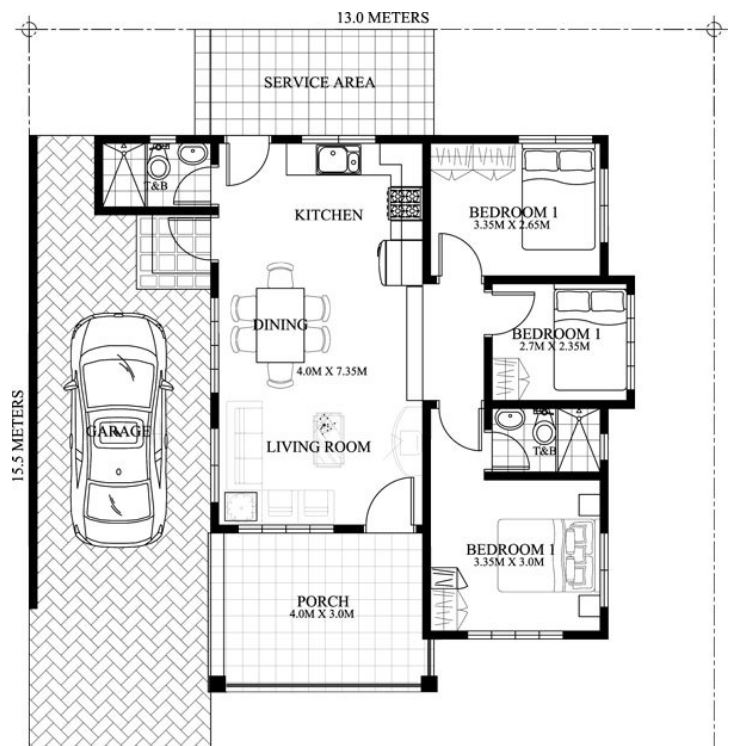 13.0 METERS
SERVICE AREA
T&B
KITCHEN
BEDROOM 1
3.35M X 2.65M
DINING
BEDROOM 1
2.7M X 2.35M
4.0M X 7.35M
15.5 METERS
GARAGE
LIVING ROOM
T&B
BEDROOM 1
3.35M X 3.0M
PORCH
4.0M X 3.0M